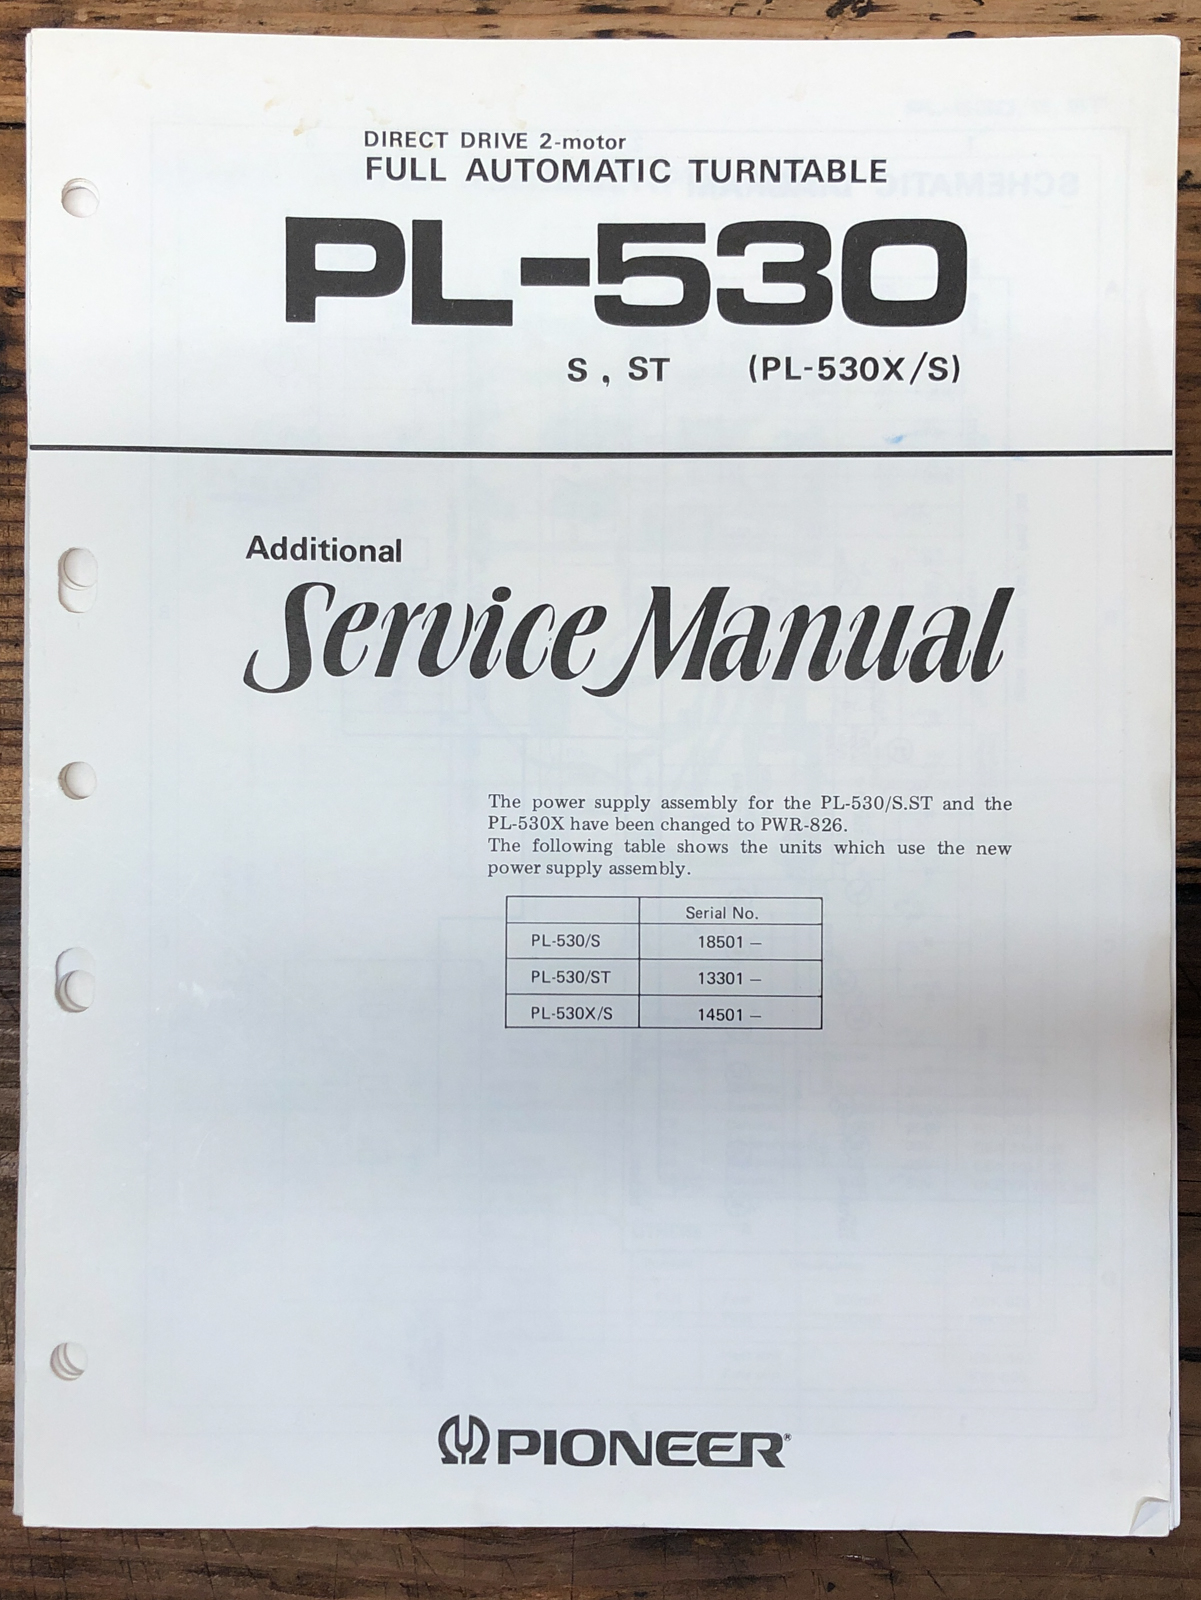 DIRECT DRIVE 2-motor
FULL AUTOMATIC TURNTABLE
PL-530
S, ST (PL-530X/S)
Additional
Service Manual
The power supply assembly for the PL-530/S.ST and the
PL-530X have been changed to PWR-826.
The following table shows the units which use the new
power supply assembly.
Serial No.
PL-530/S 18501 –
PL-530/ST 13301 –
PL-530X/S 14501 –
PIONEER®
SCHEMATIC DIAGRAM